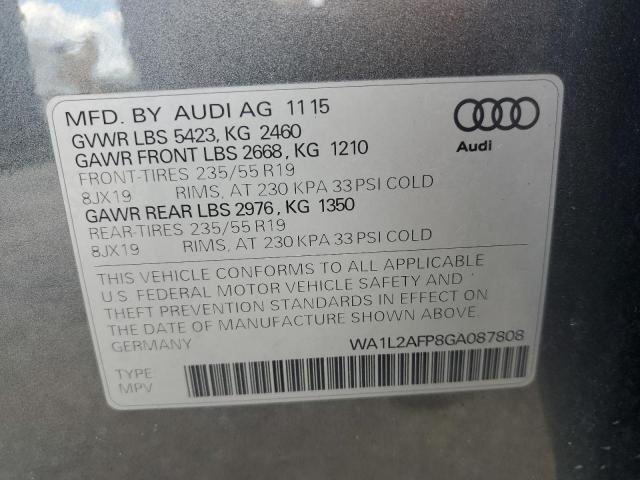 MFD. BY AUDI AG 11 15
GVWR LBS 5423, KG 2460
GAWR FRONT LBS 2668, KG 1210
FRONT-TIRES 235/55 R19
8JX19 RIMS, AT 230 KPA 33 PSI COLD
GAWR REAR LBS 2976, KG 1350
REAR-TIRES 235/55 R19
8JX19 RIMS, AT 230 KPA 33 PSI COLD
Audi
THIS VEHICLE CONFORMS TO ALL APPLICABLE
U.S. FEDERAL MOTOR VEHICLE SAFETY AND
THEFT PREVENTION STANDARDS IN EFFECT ON
THE DATE OF MANUFACTURE SHOWN ABOVE.
GERMANY WA1L2AFP8GA087808
TYPE
MPV